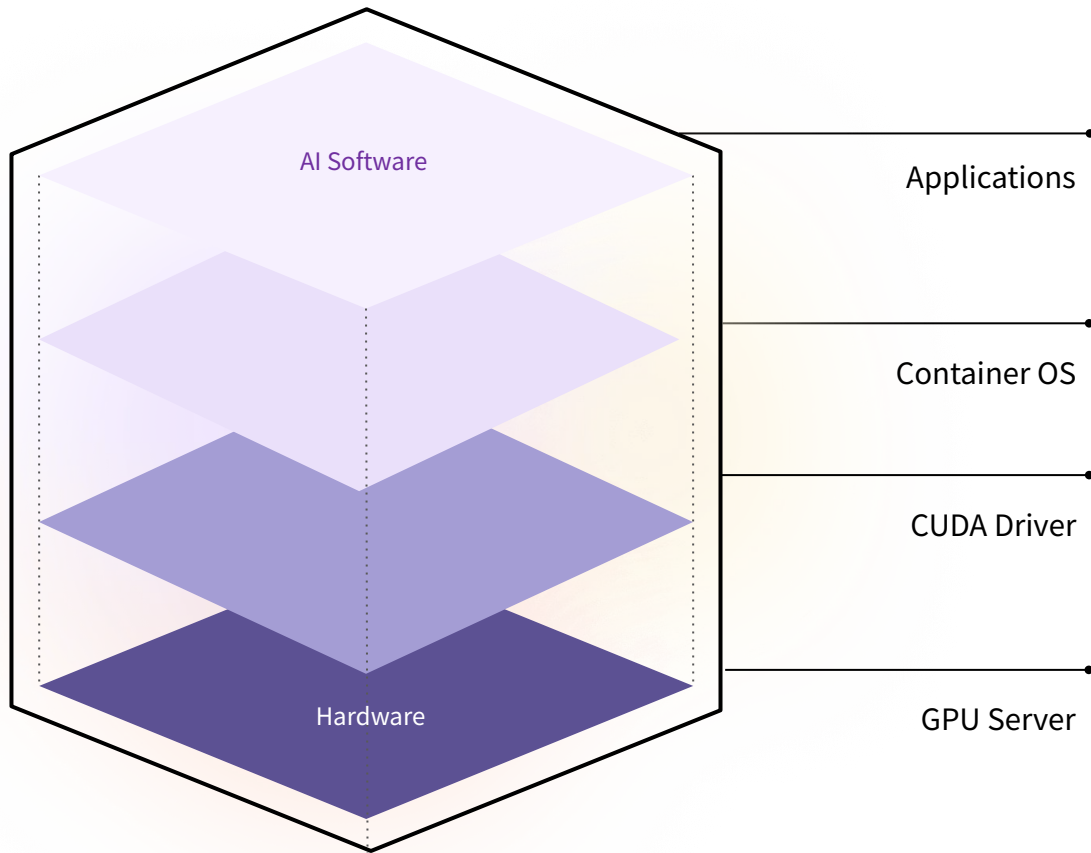 AI Software
Applications
Container OS
CUDA Driver
Hardware
GPU Server